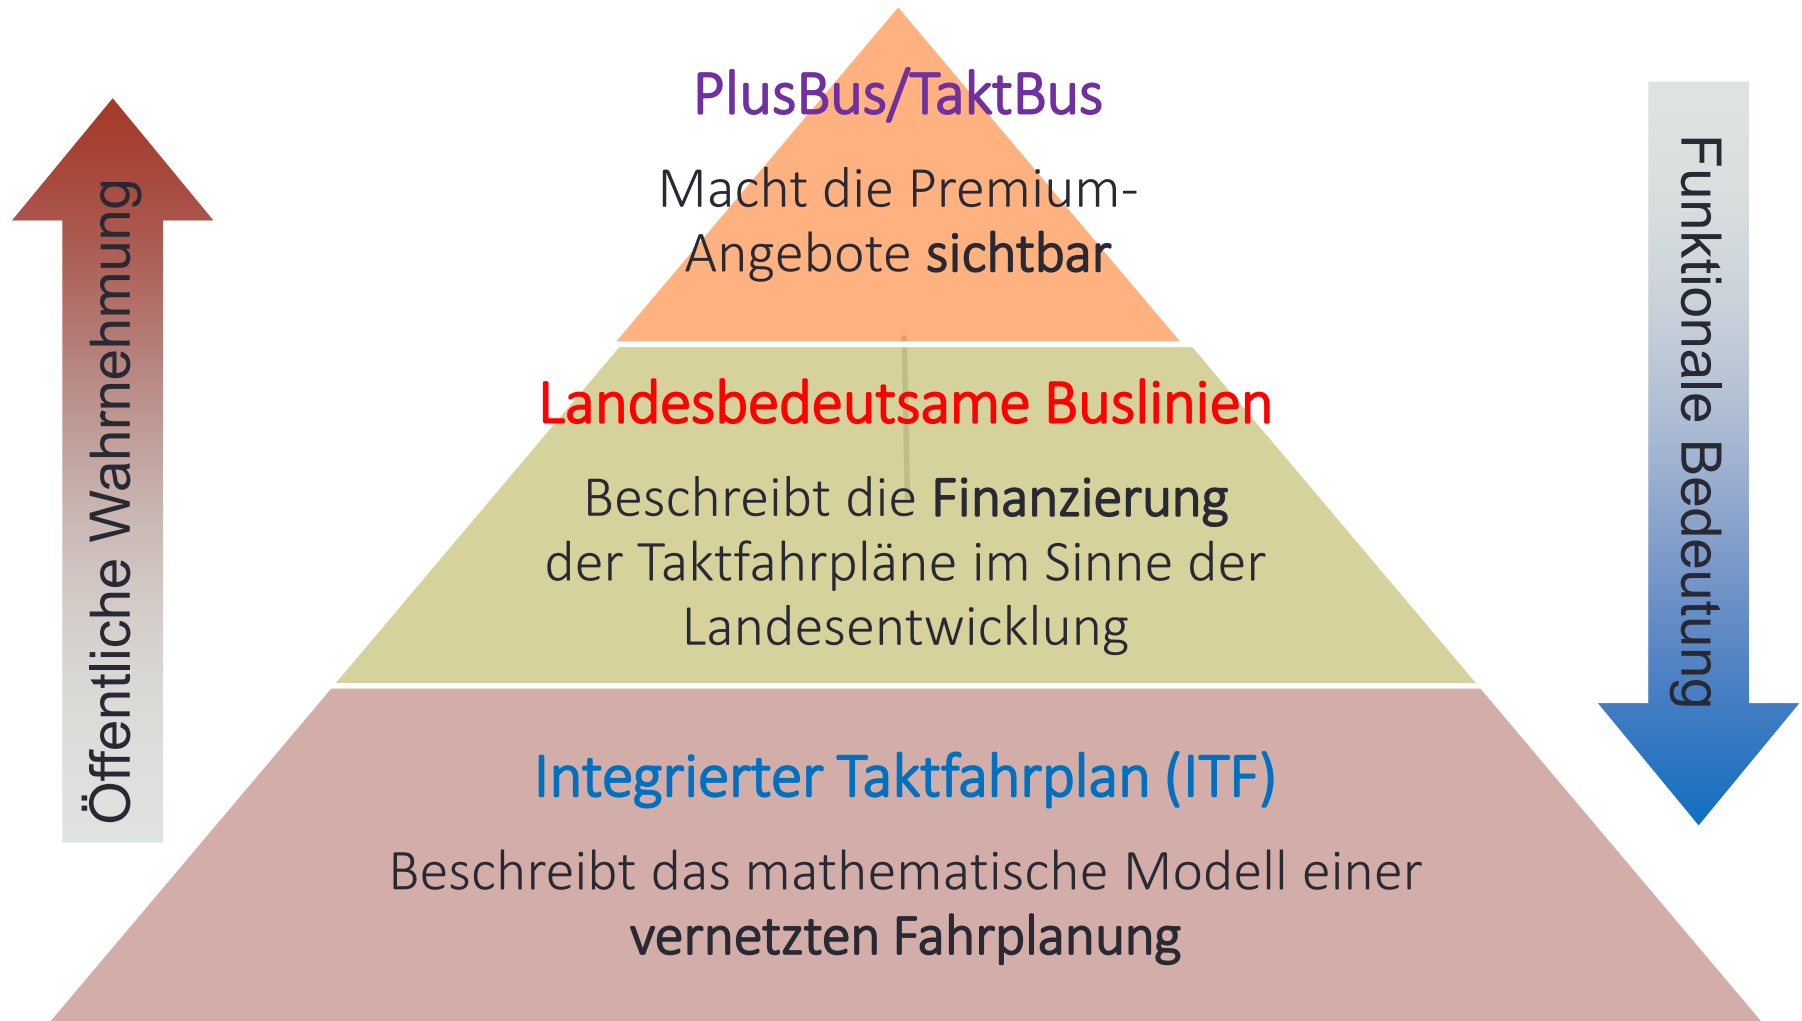 PlusBus/TaktBus
Macht die Premium-
Angebote sichtbar
Landesbedeutsame Buslinien
Beschreibt die Finanzierung
der Taktfahrpläne im Sinne der
Landesentwicklung
Integrierter Taktfahrplan (ITF)
Beschreibt das mathematische Modell einer
vernetzten Fahrplanung
Öffentliche Wahrnehmung
Funktionale Bedeutung